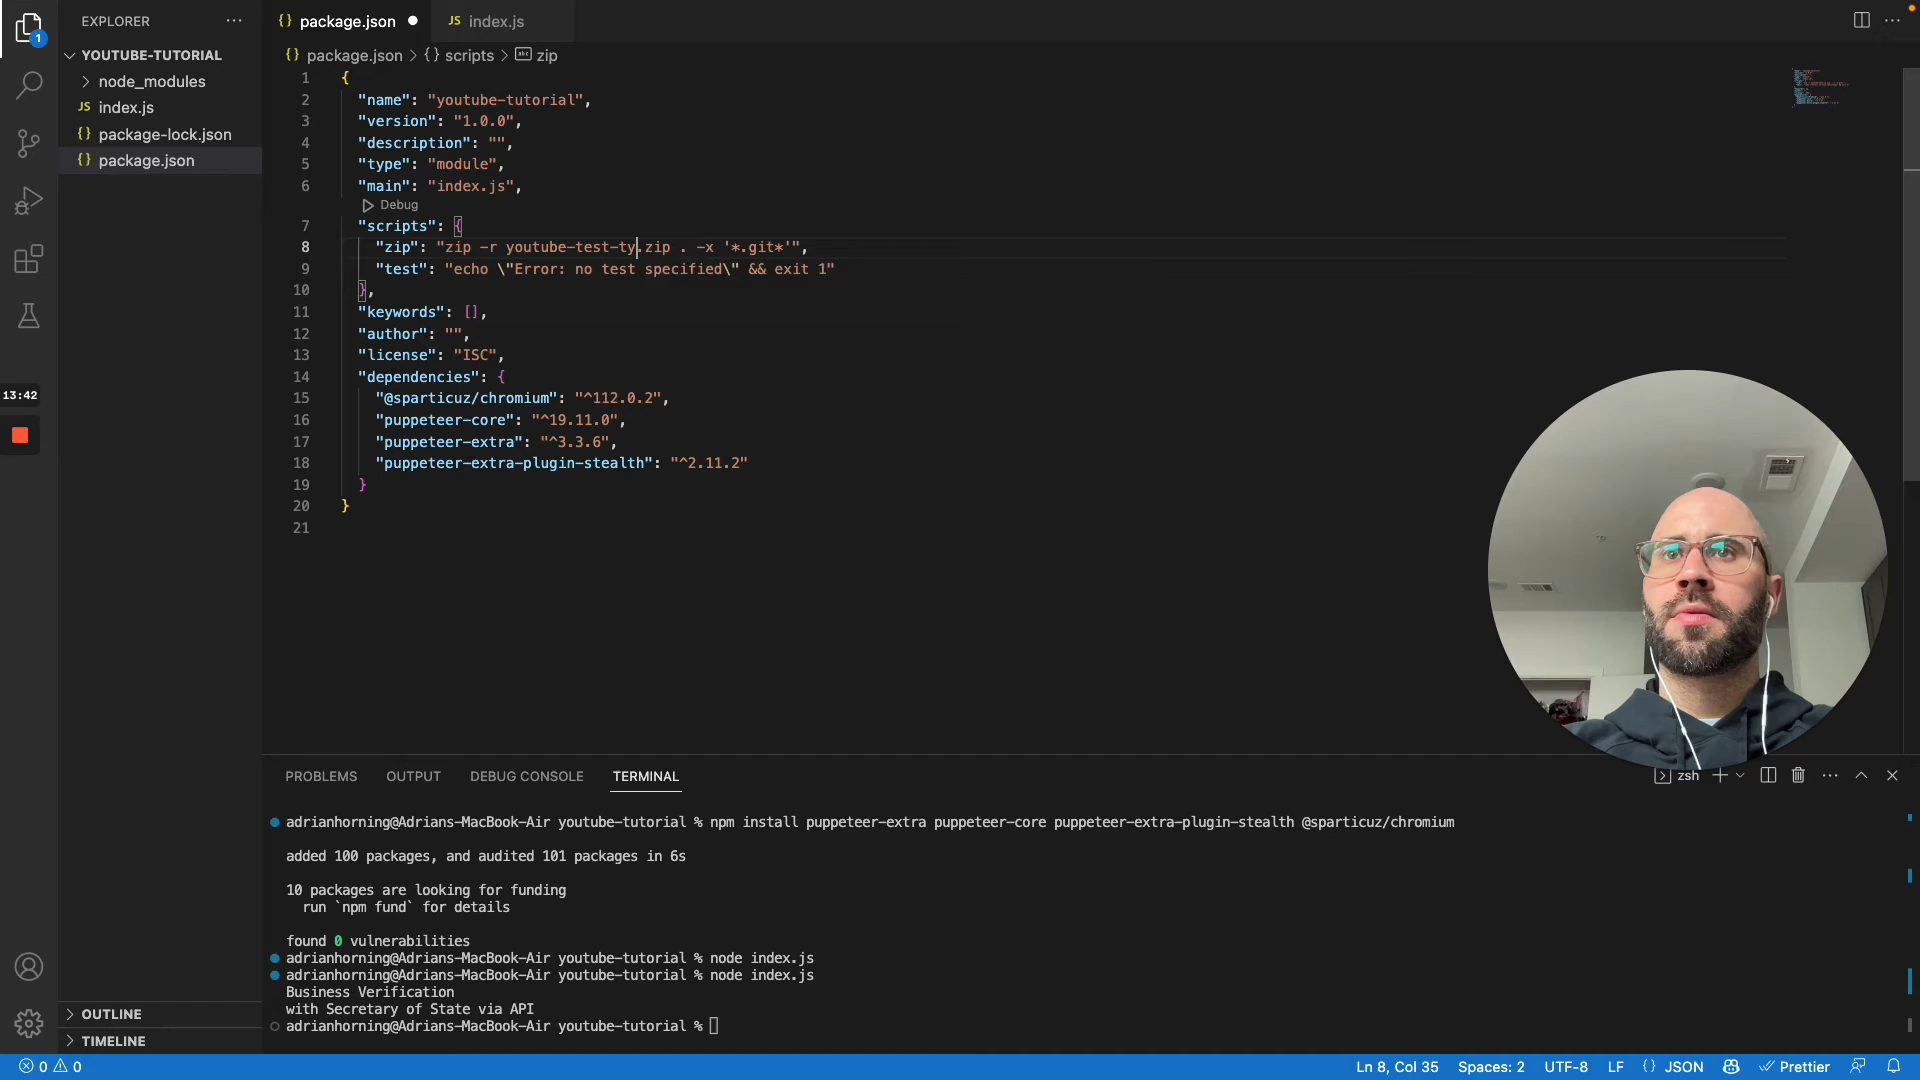 EXPLORER
YOUTUBE-TUTORIAL
node_modules
JS index.js
{} package-lock.json
{} package.json
1
13:42
OUTLINE
TIMELINE
{} package.json
JS index.js
{} package.json > {} scripts > abc zip
1 {
2 "name": "youtube-tutorial",
3 "version": "1.0.0",
4 "description": "",
5 "type": "module",
6 "main": "index.js",
Debug
7 "scripts": {
8 "zip": "zip -r youtube-test-ty.zip . -x '*.git*'",
9 "test": "echo \"Error: no test specified\" && exit 1"
10 },
11 "keywords": [],
12 "author": "",
13 "license": "ISC",
14 "dependencies": {
15 "@sparticuz/chromium": "^112.0.2",
16 "puppeteer-core": "^19.11.0",
17 "puppeteer-extra": "^3.3.6",
18 "puppeteer-extra-plugin-stealth": "^2.11.2"
19 }
20 }
21
PROBLEMS OUTPUT DEBUG CONSOLE TERMINAL
zsh
adrianhorning@Adrians-MacBook-Air youtube-tutorial % npm install puppeteer-extra puppeteer-core puppeteer-extra-plugin-stealth @sparticuz/chromium
added 100 packages, and audited 101 packages in 6s
10 packages are looking for funding
run `npm fund` for details
found 0 vulnerabilities
adrianhorning@Adrians-MacBook-Air youtube-tutorial % node index.js
adrianhorning@Adrians-MacBook-Air youtube-tutorial % node index.js
Business Verification
with Secretary of State via API
adrianhorning@Adrians-MacBook-Air youtube-tutorial %
0 0
Ln 8, Col 35 Spaces: 2 UTF-8 LF {} JSON Prettier